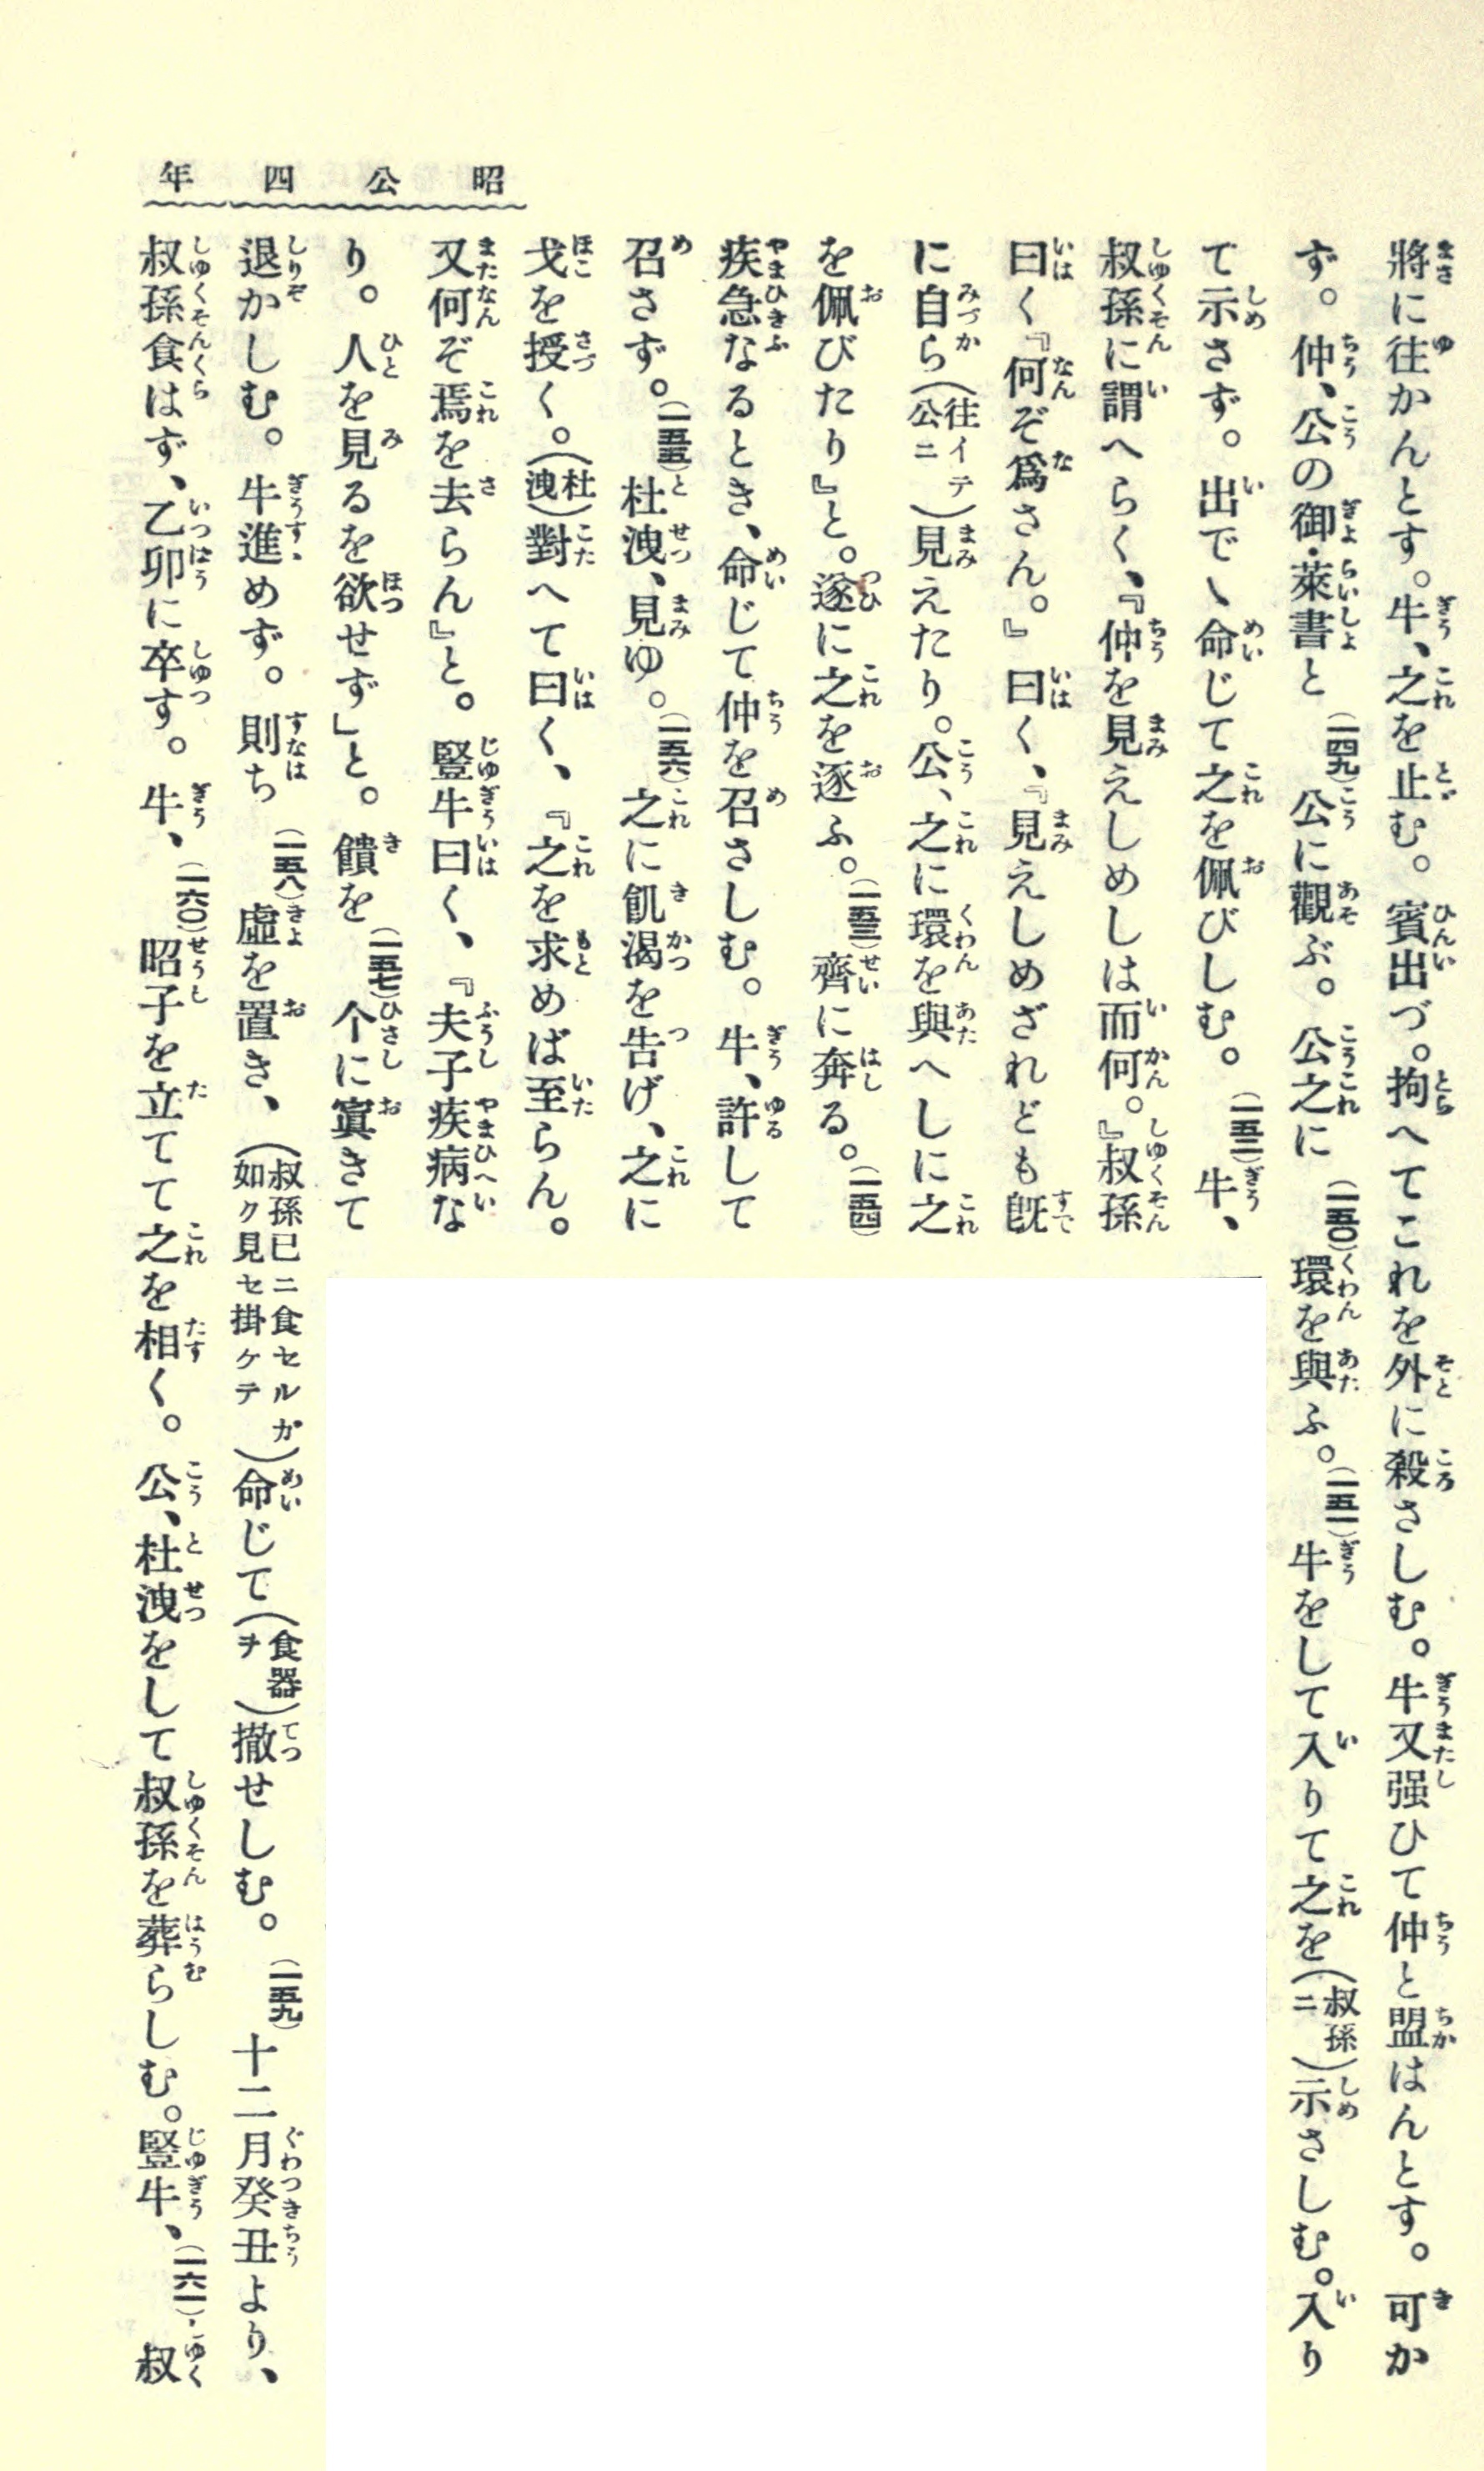 昭公四年
將に往かんとす。牛、之を止む。賓出づ。拘へてこれを外に殺さしむ。牛又强ひて仲と盟はんとす。可か
ず。仲、公の御・萊書と(一四九)公に觀ぶ。公之に(一五〇)環を與ふ。(一五一)牛をして入りて之を(叔孫ニ)示さしむ。入り
て示さず。出でヽ命じて之を佩びしむ。(一五二)牛、
叔孫に謂へらく、『仲を見えしめしは而何。』叔孫
曰く『何ぞ爲さん。』曰く、『見えしめざれども既
に自ら(往イテ公ニ)見えたり。公、之に環を與へしに之
を佩びたり』と。遂に之を逐ふ。(一五三)齊に奔る。(一五四)
疾急なるとき、命じて仲を召さしむ。牛、許して
召さず。(一五五)杜洩、見ゆ。(一五六)之に飢渴を告げ、之に
戈を授く。(杜洩)對へて曰く、『之を求めば至らん。
又何ぞ焉を去らん』と。豎牛曰く、『夫子疾病な
り。人を見るを欲せず」と。饋を(一五七)个に寘きて
退かしむ。牛進めず。則ち(一五八)虛を置き、(叔孫已ニ食セルガ如ク見セ掛ケテ)命じて(食器ヲ)撤せしむ。(一五九)十二月癸丑より、
叔孫食はず、乙卯に卒す。牛、(一六〇)昭子を立てて之を相く。公、杜洩をして叔孫を葬らしむ。豎牛、(一六一)叔